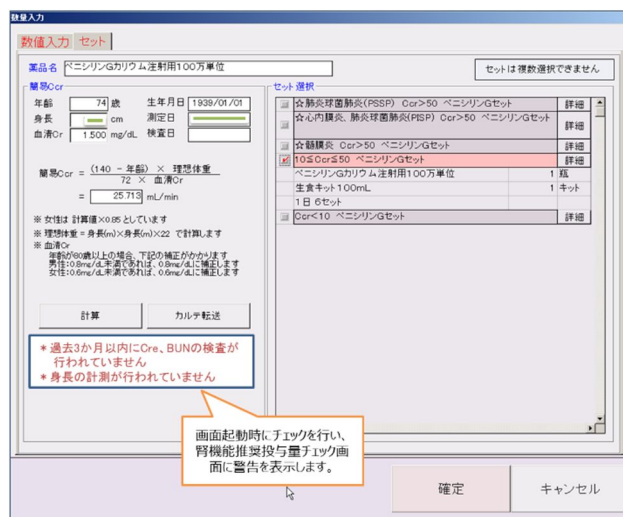 数量入力
数値入力 セット
薬品名 ペニシリンGカリウム注射用100万単位
セットは複数選択できません
簡易Ccr
年齢 74 歳 生年月日 1939/01/01
身長 cm 測定日
血清Cr 1.500 mg/dL 検査日
簡易Ccr = (140 - 年齢) × 理想体重
72 × 血清Cr
= 25.713 mL/min
※ 女性は 計算値×0.85 としています
※ 理想体重 = 身長(m)×身長(m)×22 で計算します
※ 血清Cr
年齢が60歳以上の場合、下記の補正がかかります
男性:0.8mg/dL未満であれば、0.8mg/dLに補正します
女性:0.6mg/dL未満であれば、0.6mg/dLに補正します
計算 カルテ転送
*過去3か月以内にCre、BUNの検査が
行われていません
*身長の計測が行われていません
セット選択
☆肺炎球菌肺炎(PSSP) Ccr>50 ペニシリンGセット 詳細
☆心内膜炎、肺炎球菌肺炎(PISP) Ccr>50 ペニシリンGセット 詳細
☆髄膜炎 Ccr>50 ペニシリンGセット 詳細
10≦Ccr≦50 ペニシリンGセット 詳細
ペニシリンGカリウム注射用100万単位 1 瓶
生食キット100mL 1 キット
1日 6セット
Ccr<10 ペニシリンGセット 詳細
画面起動時にチェックを行い、
腎機能推奨投与量チェック画
面に警告を表示します。
確定 キャンセル